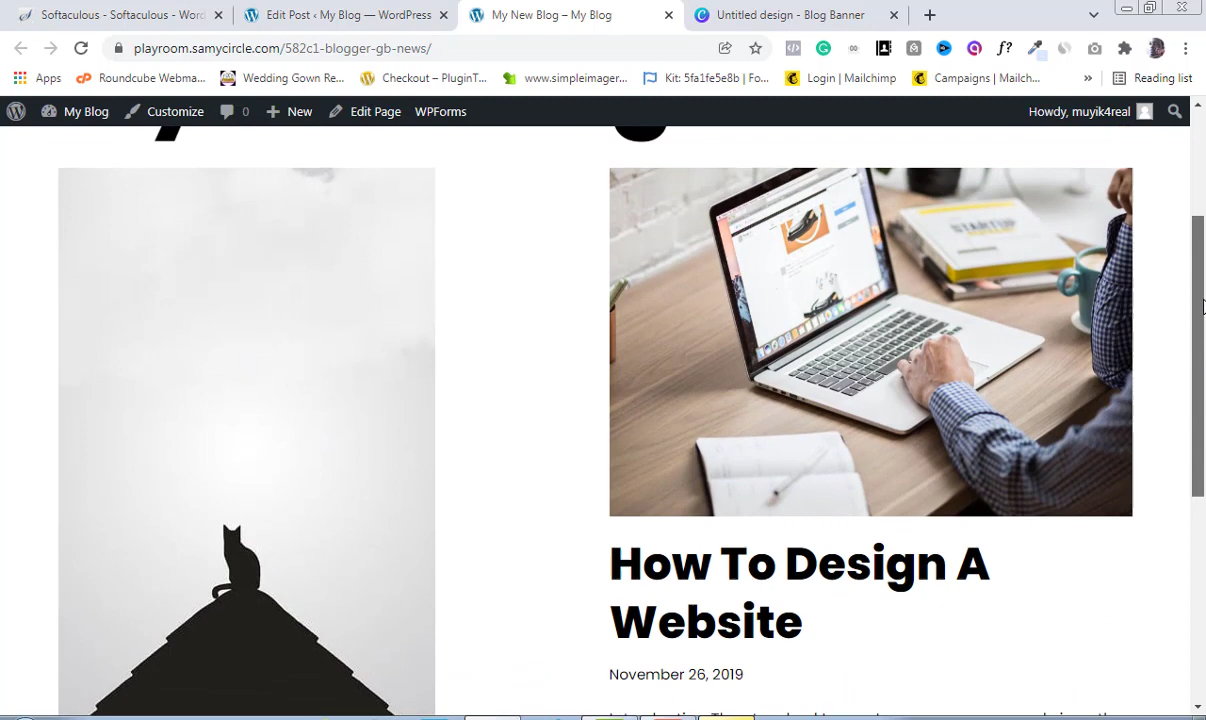 Softaculous - Softaculous - Wor
Edit Post ‹ My Blog — WordPress
My New Blog – My Blog
Untitled design - Blog Banner
playroom.samycircle.com/582c1-blogger-gb-news/
Apps
Roundcube Webma...
Wedding Gown Re...
Checkout – PluginT...
www.simpleimager...
Kit: 5fa1fe5e8b | Fo...
Login | Mailchimp
Campaigns | Mailch...
»
Reading list
My Blog
Customize
0
New
Edit Page
WPForms
Howdy, muyik4real
STARTUP
How To Design A
Website
November 26, 2019